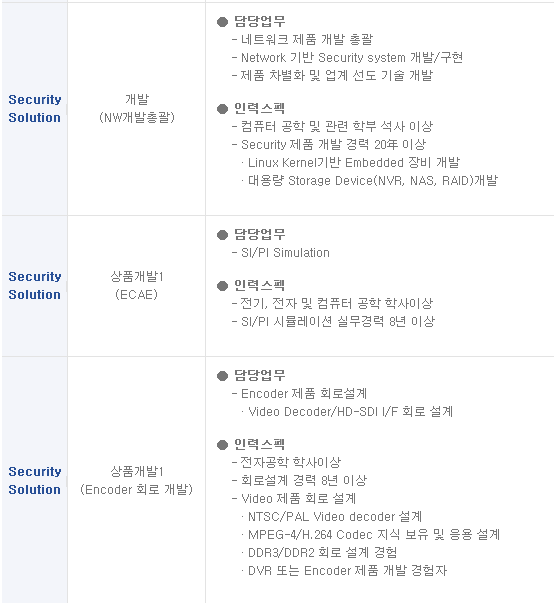 Security
Solution
개발
(NW개발총괄)
● 담당업무
- 네트워크 제품 개발 총괄
- Network 기반 Security system 개발/구현
- 제품 차별화 및 업계 선도 기술 개발
● 인력스펙
- 컴퓨터 공학 및 관련 학부 석사 이상
- Security 제품 개발 경력 20年 이상
· Linux Kernel기반 Embedded 장비 개발
· 대용량 Storage Device(NVR, NAS, RAID)개발
Security
Solution
상품개발1
(ECAE)
● 담당업무
- SI/PI Simulation
● 인력스펙
- 전기, 전자 및 컴퓨터 공학 학사이상
- SI/PI 시뮬레이션 실무경력 8년 이상
Security
Solution
상품개발1
(Encoder 회로 개발)
● 담당업무
- Encoder 제품 회로설계
· Video Decoder/HD-SDI I/F 회로 설계
● 인력스펙
- 전자공학 학사이상
- 회로설계 경력 8년 이상
- Video 제품 회로 설계
· NTSC/PAL Video decoder 설계
· MPEG-4/H.264 Codec 지식 보유 및 응용 설계
· DDR3/DDR2 회로 설계 경험
· DVR 또는 Encoder 제품 개발 경험자